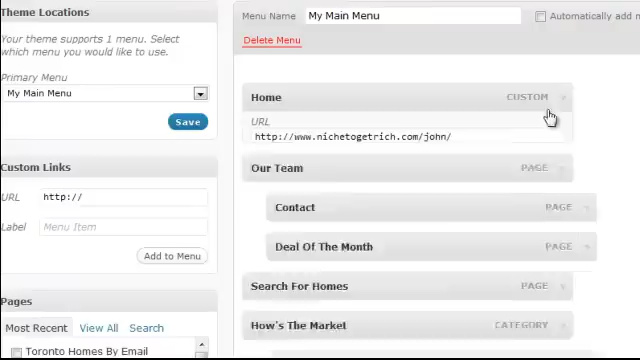 Theme Locations
Your theme supports 1 menu. Select
which menu you would like to use.
Primary Menu
My Main Menu
Save
Custom Links
URL http://
Label Menu Item
Add to Menu
Pages
Most Recent View All Search
Toronto Homes By Email
Menu Name My Main Menu Automatically add
Delete Menu
Home CUSTOM
URL
http://www.nichetogetrich.com/john/
Our Team PAGE
Contact PAGE
Deal Of The Month PAGE
Search For Homes PAGE
How's The Market CATEGORY